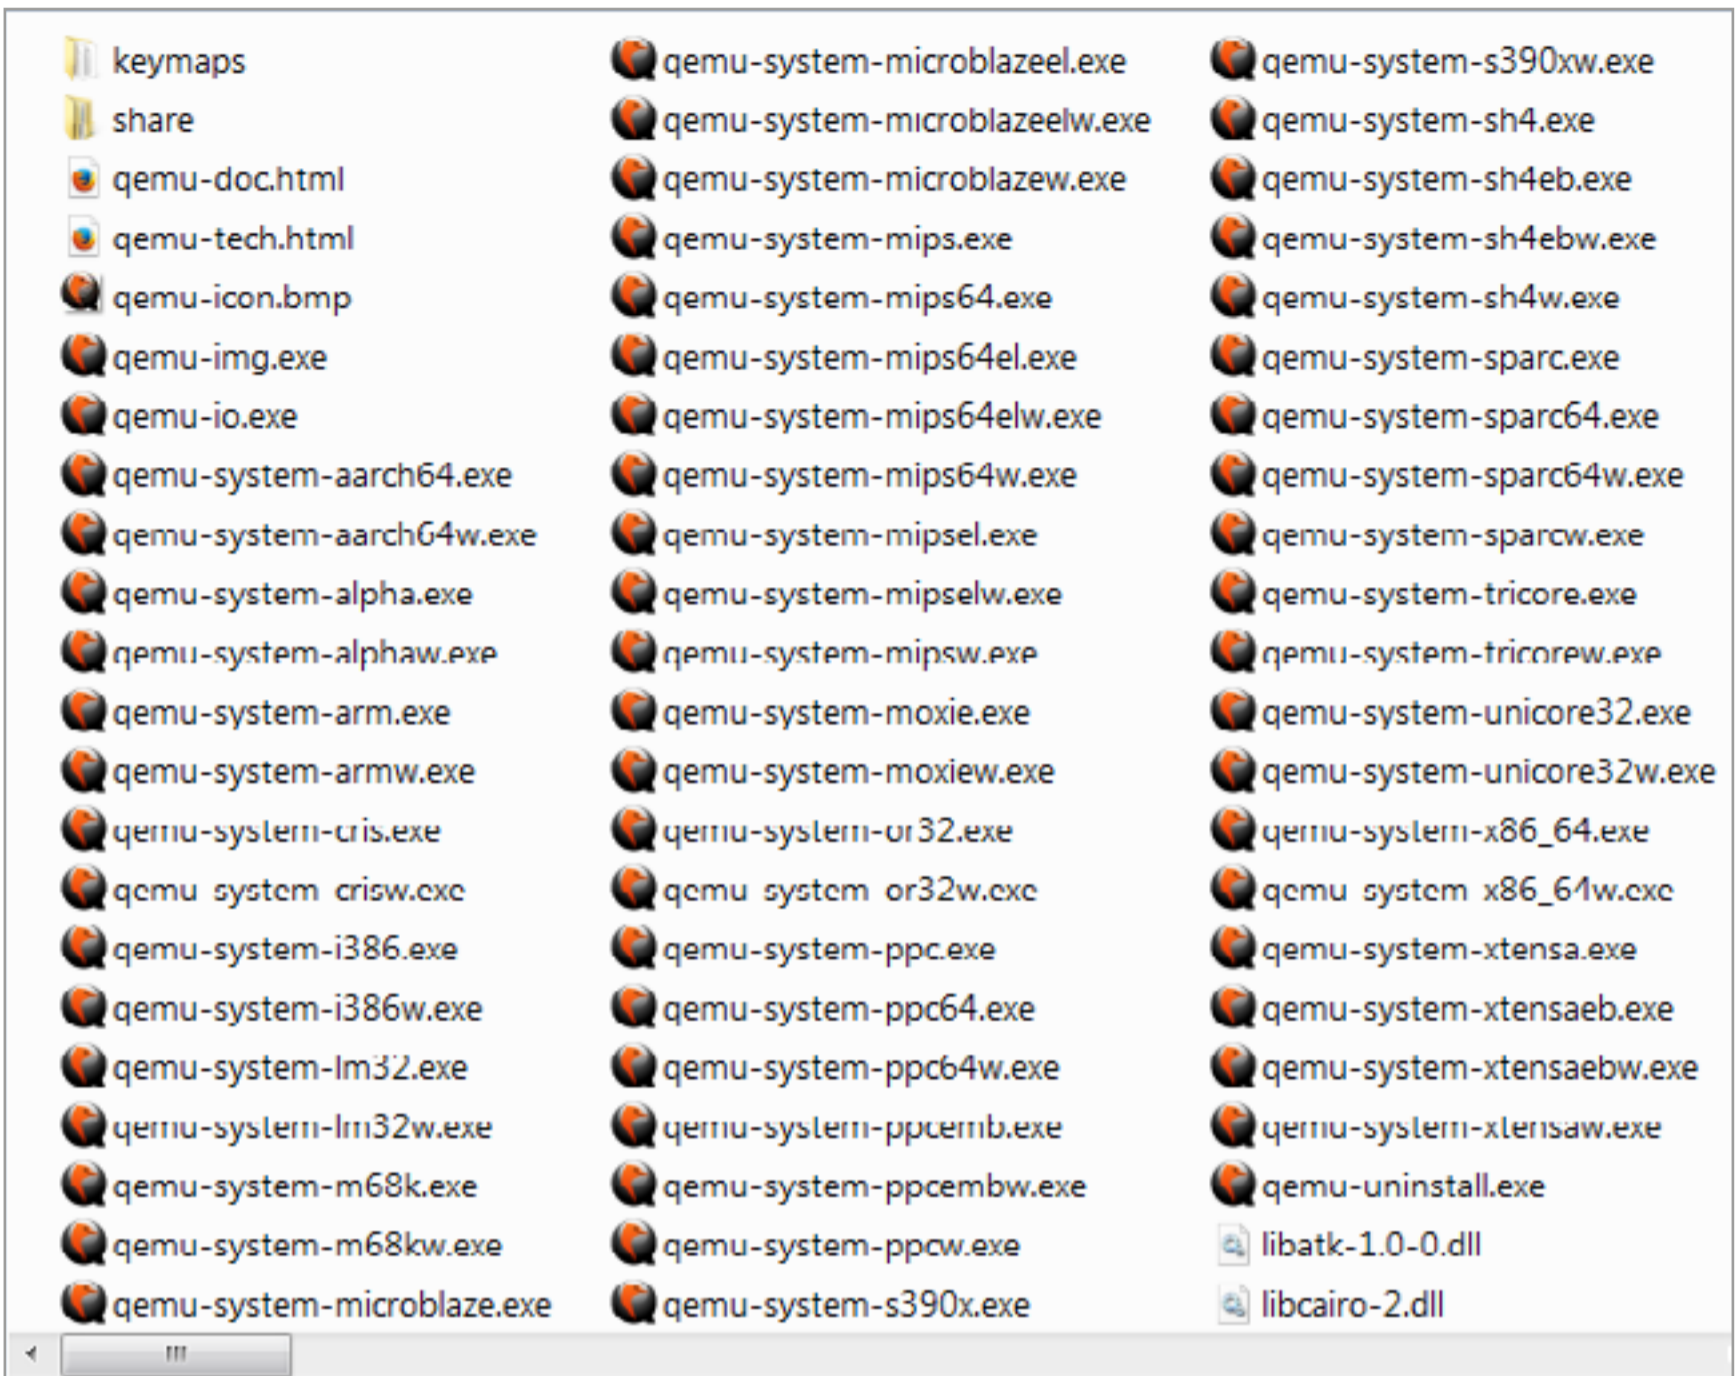 keymaps
share
qemu-doc.html
qemu-tech.html
qemu-icon.bmp
qemu-img.exe
qemu-io.exe
qemu-system-aarch64.exe
qemu-system-aarch64w.exe
qemu-system-alpha.exe
qemu-system-alphaw.exe
qemu-system-arm.exe
qemu-system-armw.exe
qemu-system-cris.exe
qemu-system-crisw.exe
qemu-system-i386.exe
qemu-system-i386w.exe
qemu-system-lm32.exe
qemu-system-lm32w.exe
qemu-system-m68k.exe
qemu-system-m68kw.exe
qemu-system-microblaze.exe
qemu-system-microblazeel.exe
qemu-system-microblazeelw.exe
qemu-system-microblazew.exe
qemu-system-mips.exe
qemu-system-mips64.exe
qemu-system-mips64el.exe
qemu-system-mips64elw.exe
qemu-system-mips64w.exe
qemu-system-mipsel.exe
qemu-system-mipselw.exe
qemu-system-mipsw.exe
qemu-system-moxie.exe
qemu-system-moxiew.exe
qemu-system-or32.exe
qemu-system-or32w.exe
qemu-system-ppc.exe
qemu-system-ppc64.exe
qemu-system-ppc64w.exe
qemu-system-ppcemb.exe
qemu-system-ppcembw.exe
qemu-system-ppcw.exe
qemu-system-s390x.exe
qemu-system-s390xw.exe
qemu-system-sh4.exe
qemu-system-sh4eb.exe
qemu-system-sh4ebw.exe
qemu-system-sh4w.exe
qemu-system-sparc.exe
qemu-system-sparc64.exe
qemu-system-sparc64w.exe
qemu-system-sparcw.exe
qemu-system-tricore.exe
qemu-system-tricorew.exe
qemu-system-unicore32.exe
qemu-system-unicore32w.exe
qemu-system-x86_64.exe
qemu-system-x86_64w.exe
qemu-system-xtensa.exe
qemu-system-xtensaeb.exe
qemu-system-xtensaebw.exe
qemu-system-xtensaw.exe
qemu-uninstall.exe
libatk-1.0-0.dll
libcairo-2.dll